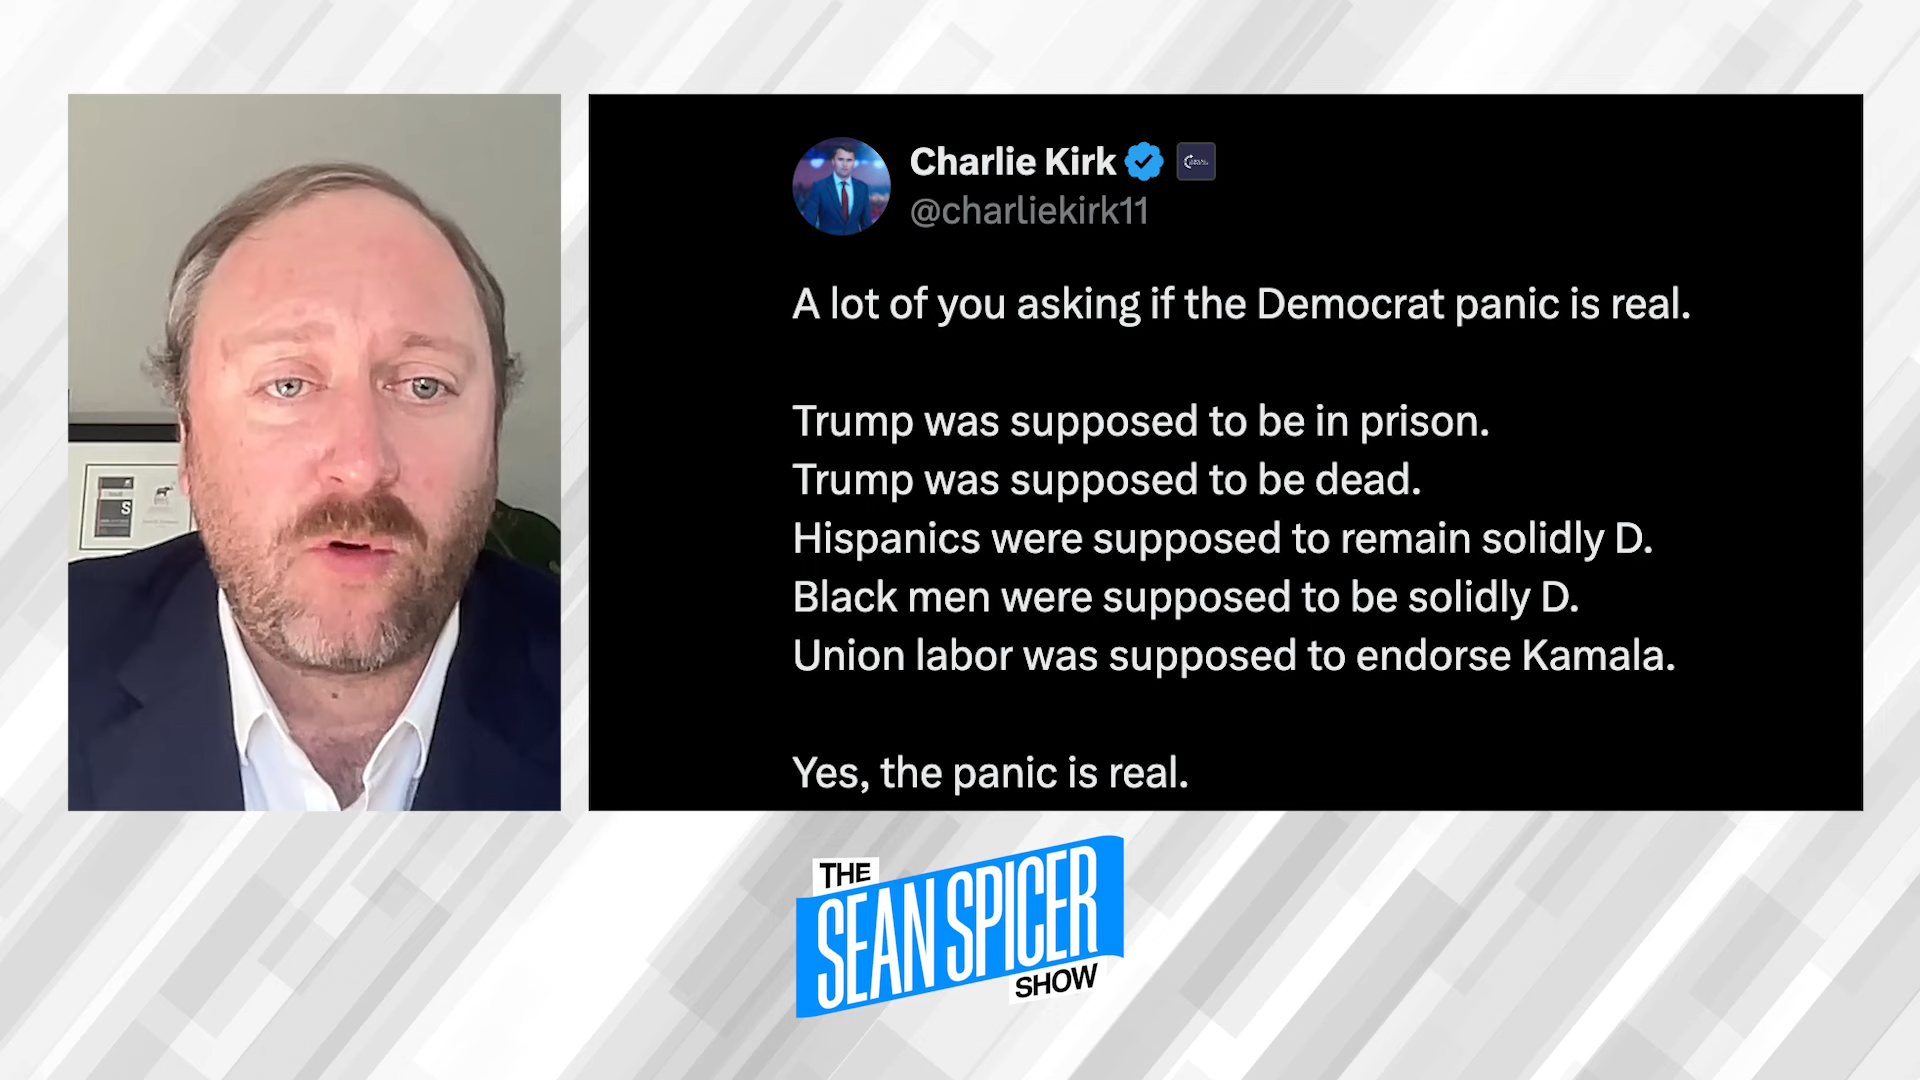 Charlie Kirk
@charliekirk11
A lot of you asking if the Democrat panic is real.
Trump was supposed to be in prison.
Trump was supposed to be dead.
Hispanics were supposed to remain solidly D.
Black men were supposed to be solidly D.
Union labor was supposed to endorse Kamala.
Yes, the panic is real.
S
THE
SEAN SPICER
SHOW